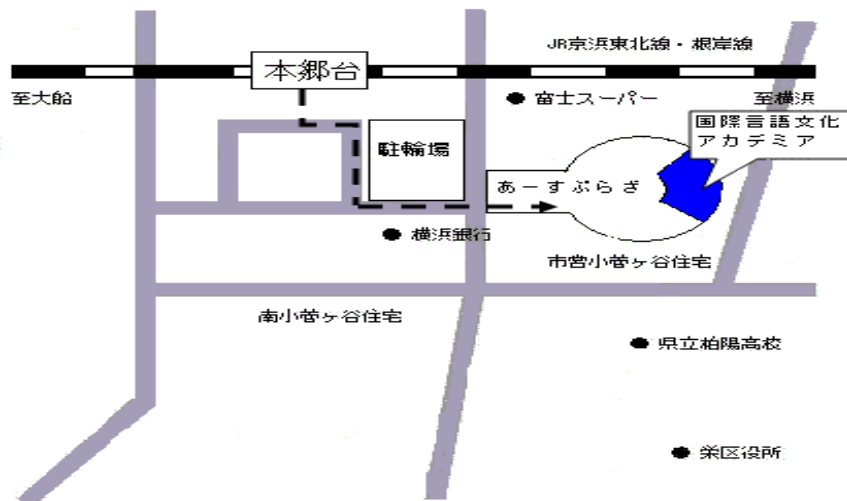 JR京浜東北線・根岸線
本郷台
至大船
富士スーパー
至横浜
国際言語文化
アカデミア
駐輪場
あーすぷらざ
横浜銀行
市営小菅ヶ谷住宅
南小菅ヶ谷住宅
県立柏陽高校
栄区役所